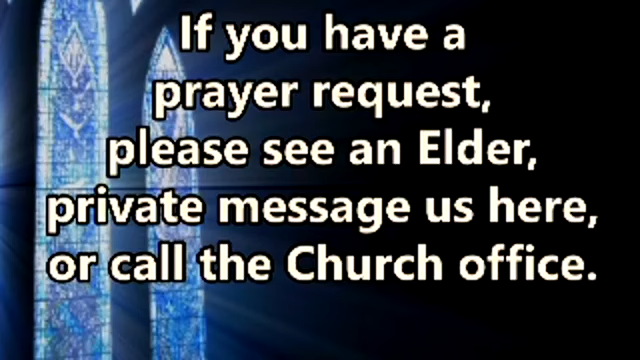 If you have a
prayer request,
please see an Elder,
private message us here,
or call the Church office.